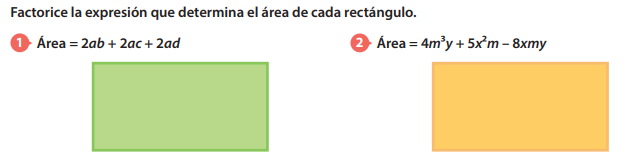 Factorice la expresión que determina el área de cada rectángulo.
1 Área = 2ab + 2ac + 2ad
2 Área = 4m³y + 5x²m – 8xmy